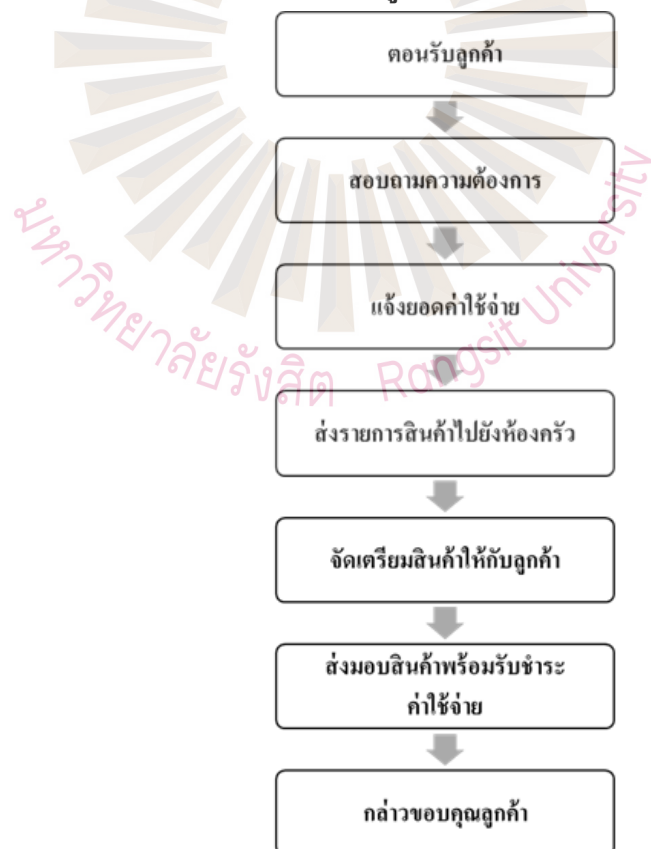 ตอนรับลูกค้า
สอบถามความต้องการ
แจ้งยอดค่าใช้จ่าย
ส่งรายการสินค้าไปยังห้องครัว
จัดเตรียมสินค้าให้กับลูกค้า
ส่งมอบสินค้าพร้อมรับชำระ
ค่าใช้จ่าย
กล่าวขอบคุณลูกค้า
มหาวิทยาลัยรังสิต Rangsit University